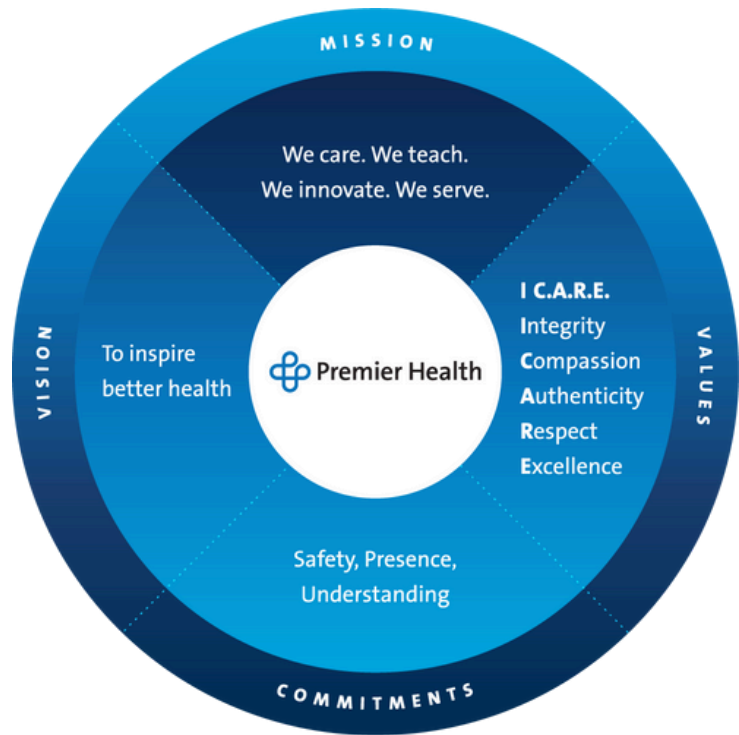 MISSION
We care. We teach.
We innovate. We serve.
VISION
To inspire
better health
Premier Health
I C.A.R.E.
Integrity
Compassion
Authenticity
Respect
Excellence
VALUES
Safety, Presence,
Understanding
COMMITMENTS